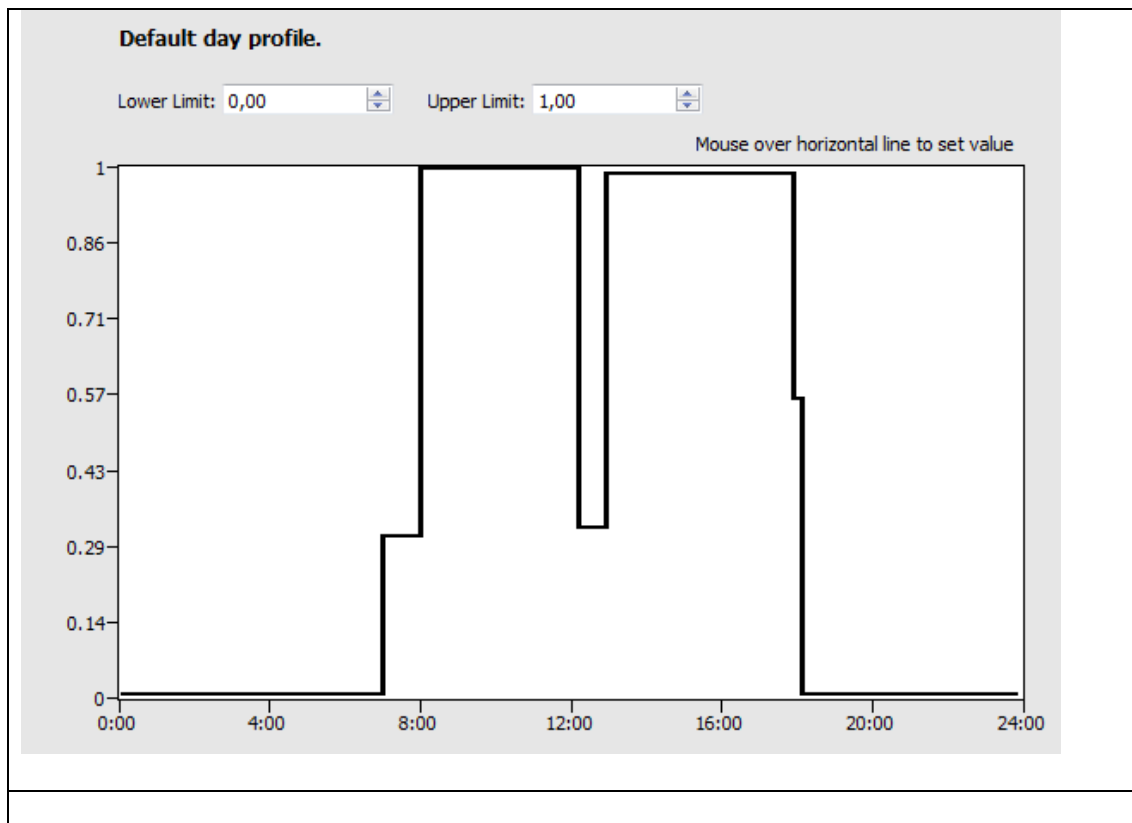 Default day profile.
Lower Limit: 0,00 Upper Limit: 1,00
Mouse over horizontal line to set value
1
0.86
0.71
0.57
0.43
0.29
0.14
0
0:00 4:00 8:00 12:00 16:00 20:00 24:00